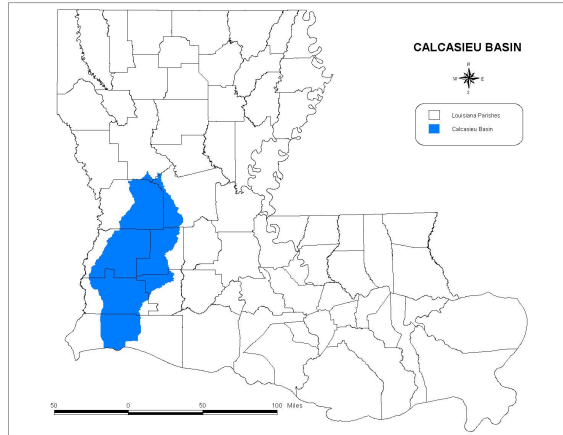 CALCASIEU BASIN
N
W E
S
Louisiana Parishes
Calcasieu Basin
50 0 50 100 Miles